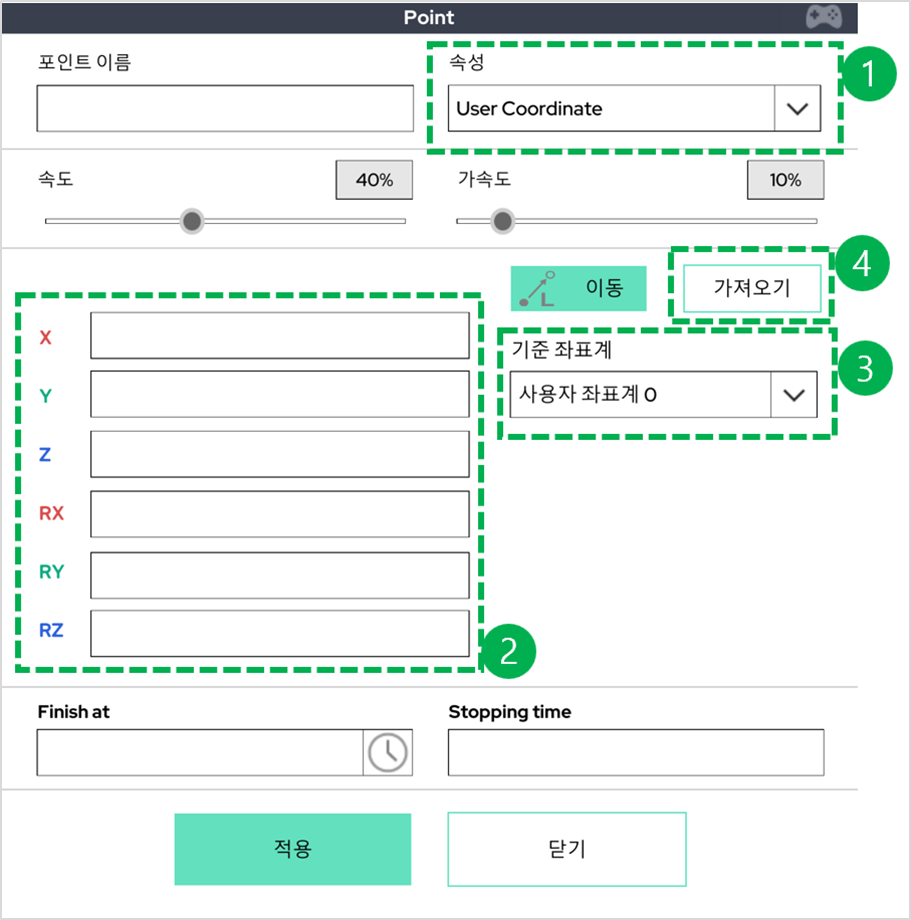 Point
포인트 이름
속성
1
User Coordinate
속도
40%
가속도
10%
이동
L
가져오기
4
기준 좌표계
3
사용자 좌표계 0
X
Y
Z
RX
RY
RZ
2
Finish at
Stopping time
적용
닫기